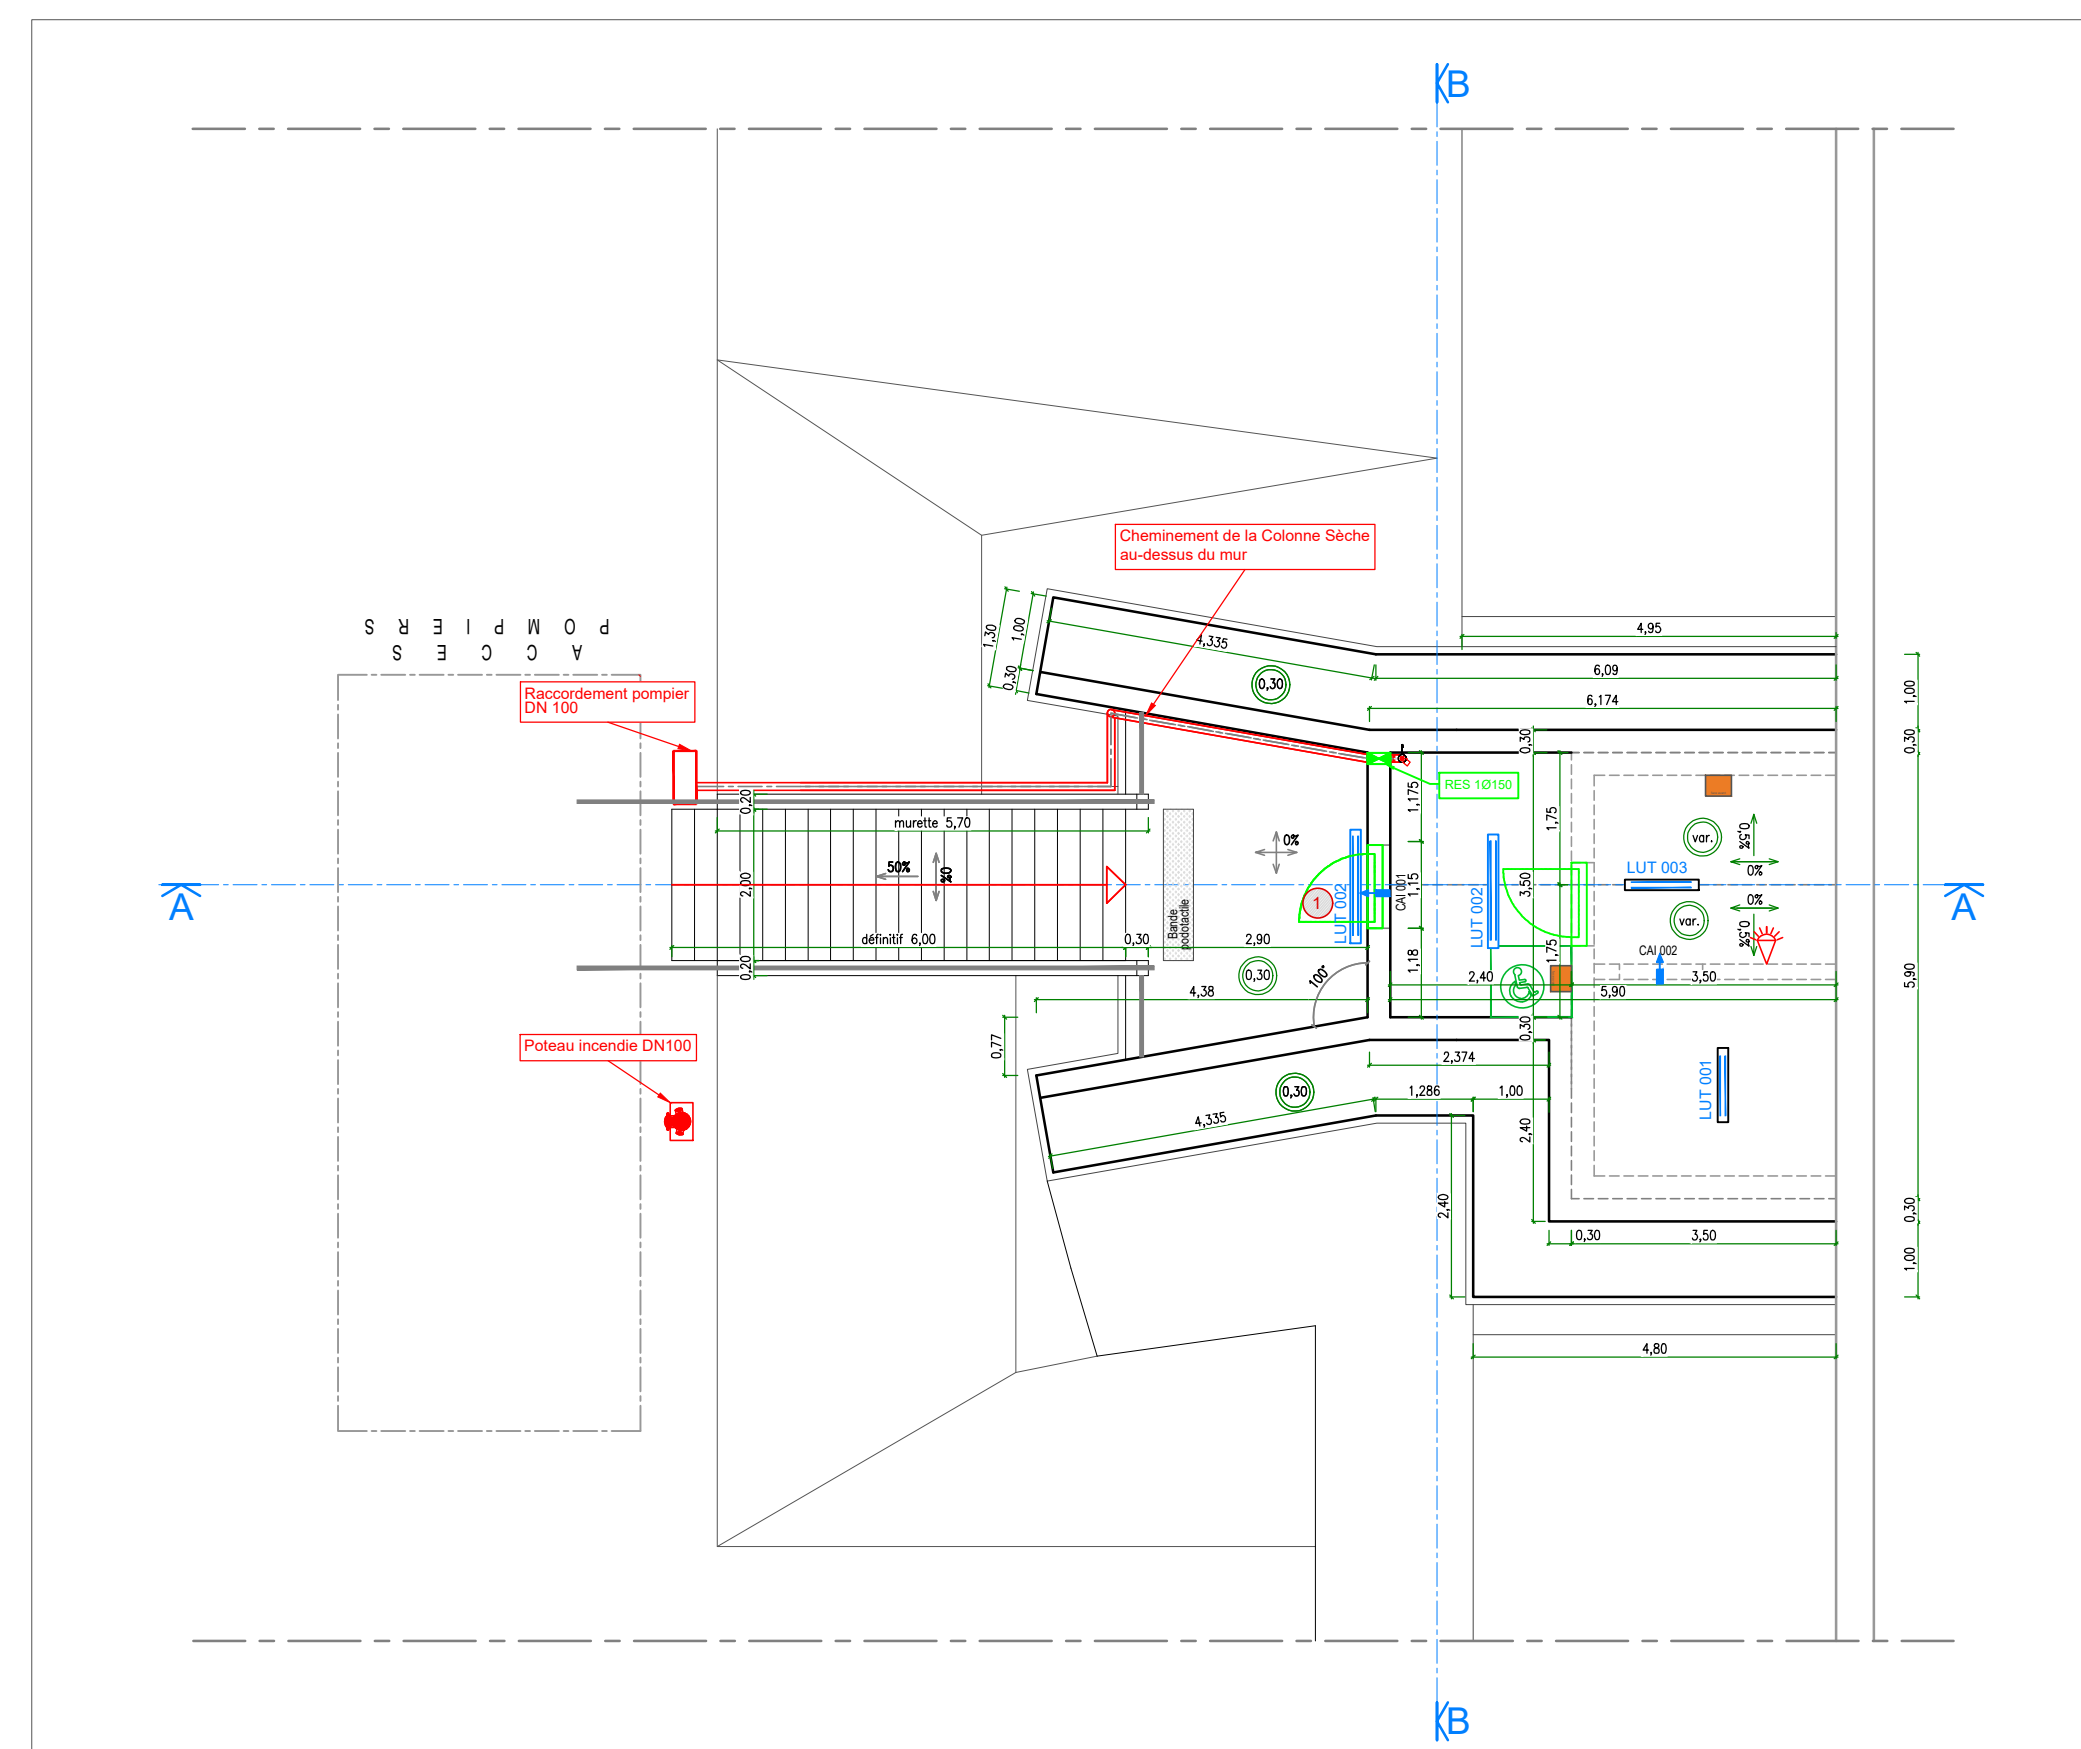 B
Cheminement de la Colonne Sèche
au-dessus du mur
4,95
1,30
1,00
0,30
4,335
0,30
6,09
6,174
1,00
0,30
ACCES
POMPIERS
Raccordement pompier
DN 100
0,30
RES 1Ø150
0,20
murette 5,70
1,175
1,75
var.
0,5%
0%
0%
50%
0%
LUT 003
2,00
A
1
LUT 002
CAI 001
1,15
LUT 002
3,50
0%
var.
0,5%
A
Bande
podotactile
définitif 6,00
0,30
2,90
1,18
1,75
CAI 002
0,20
0,30
100°
2,40
3,50
4,38
5,90
5,90
0,77
0,30
Poteau incendie DN100
2,374
0,30
1,286
1,00
LUT 001
4,335
2,40
2,40
0,30
3,50
0,30
1,00
4,80
B